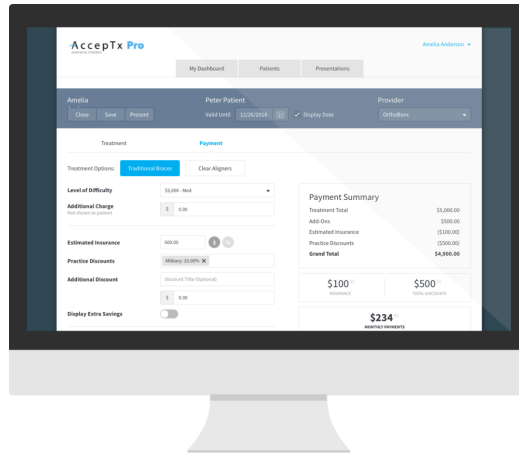 AccepTx Pro
Amelia Anderson
My Dashboard Patients Presentations
Amelia Peter Patient Provider
Close Save Present Valid Until 12/26/2016 Display Date Orthodianc
Treatment Payment
Treatment Options: Traditional Braces Clear Aligners
Level of Difficulty $5,000 - Med
Additional Charge $ 0.00
Not shown to patient
Payment Summary
Treatment Total $5,000.00
Add-Ons $500.00
Estimated Insurance ($100.00)
Practice Discounts ($500.00)
Grand Total $4,900.00
Estimated Insurance 500.00 $ %
Practice Discounts Military: 10.00% X
Additional Discount Discount Title (Optional)
$ 0.00
Display Extra Savings
$100 $500
INSURANCE TOTAL DISCOUNTS
$234
MONTHLY PAYMENTS